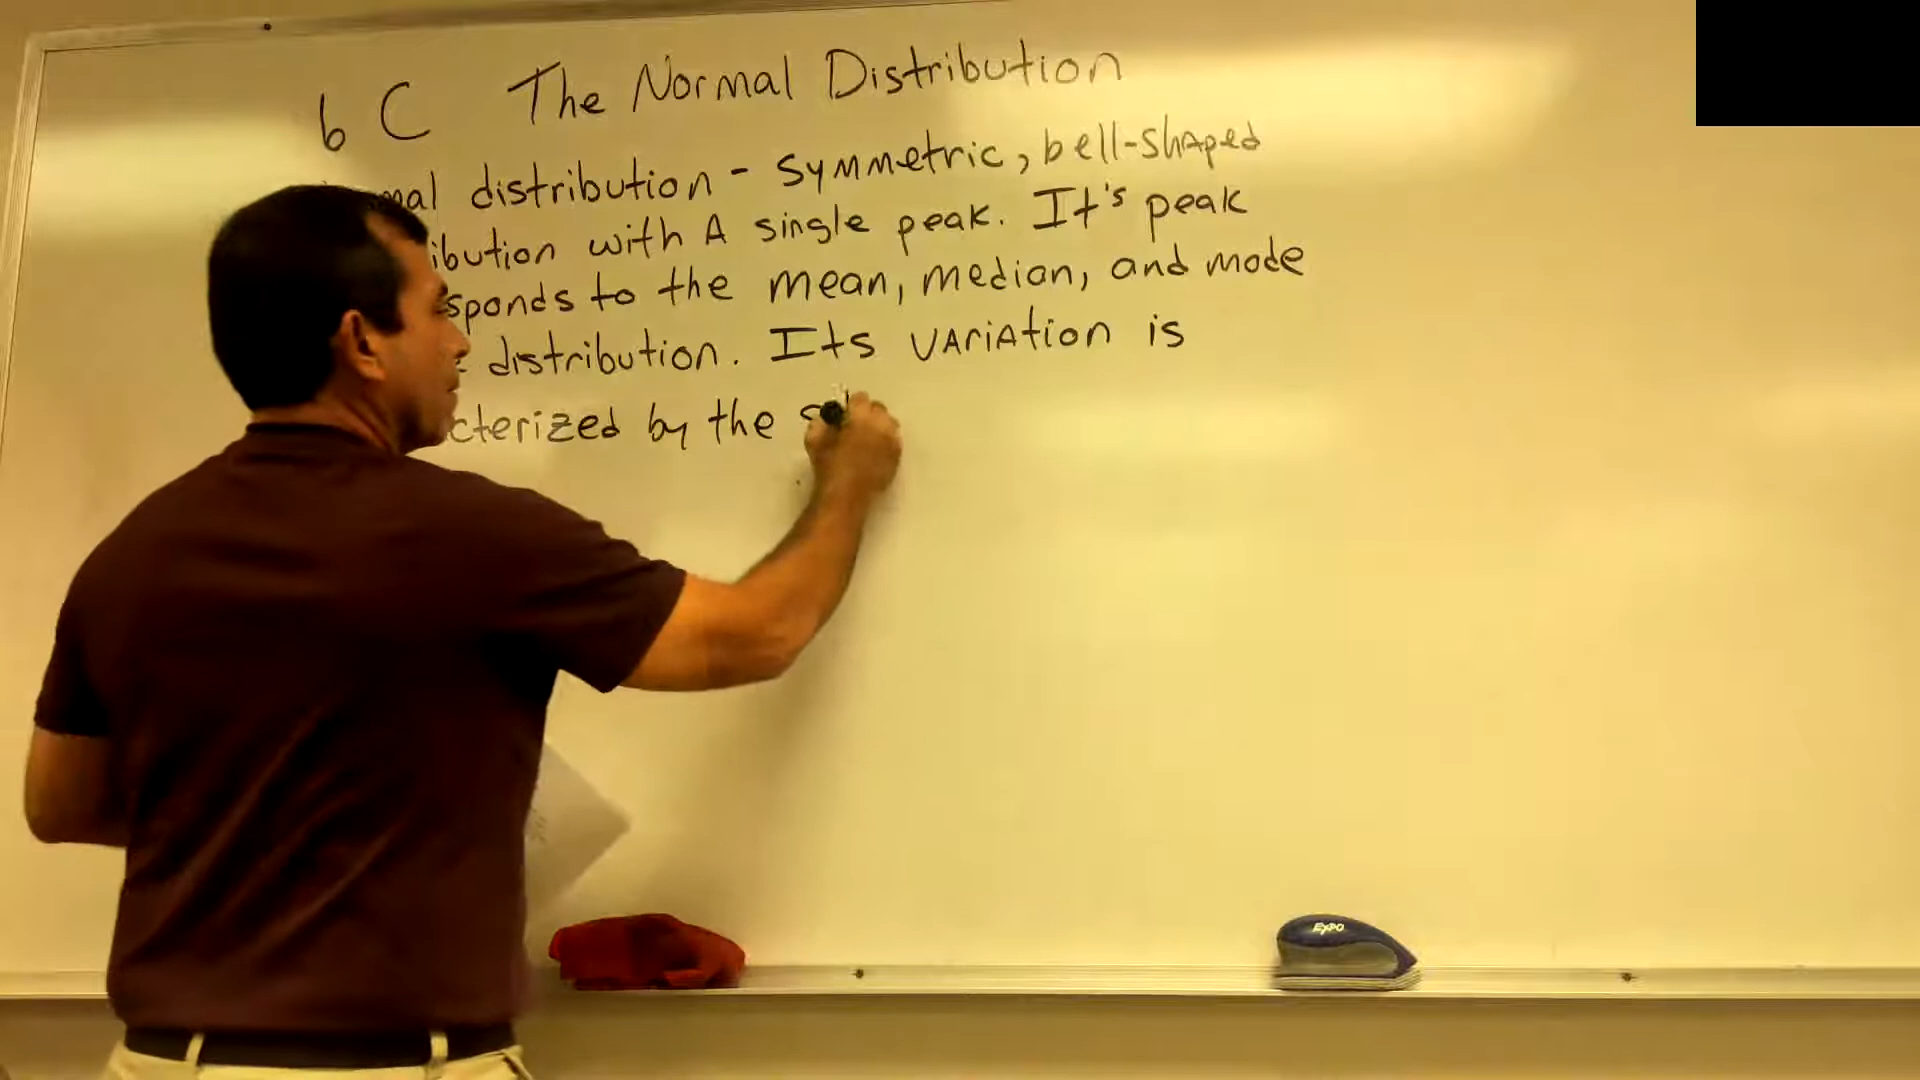 6 C The Normal Distribution
mal distribution - symmetric, bell-shaped
ibution with A single peak. It's peak
sponds to the mean, median, and mode
distribution. Its variation is
cterized by the
EXPO